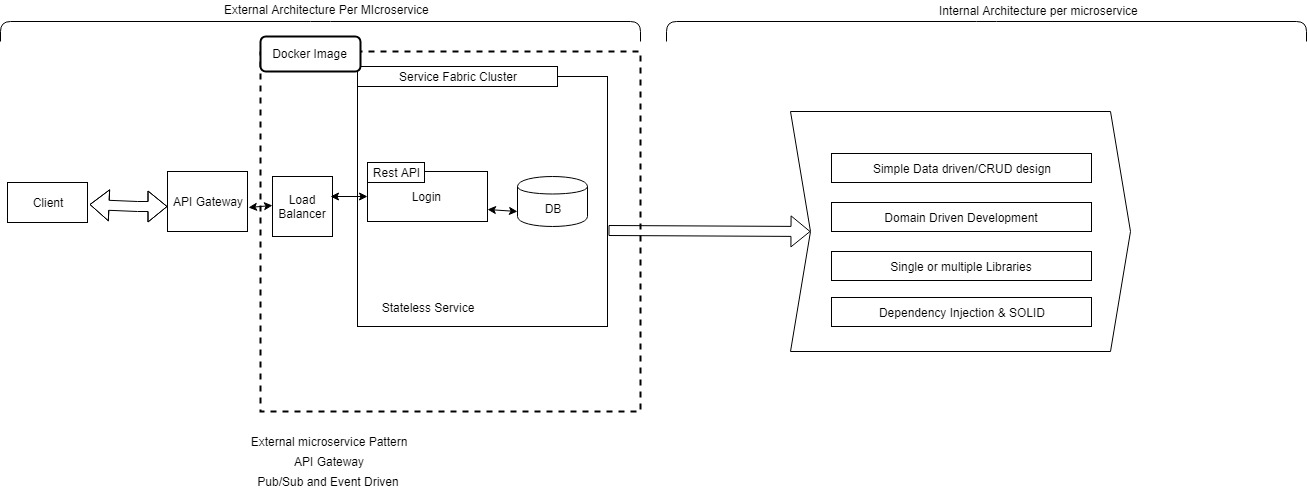 External Architecture Per MIcroservice
Internal Architecture per microservice
Docker Image
Service Fabric Cluster
Client
API Gateway
Load
Balancer
Rest API
Login
DB
Stateless Service
Simple Data driven/CRUD design
Domain Driven Development
Single or multiple Libraries
Dependency Injection & SOLID
External microservice Pattern
API Gateway
Pub/Sub and Event Driven